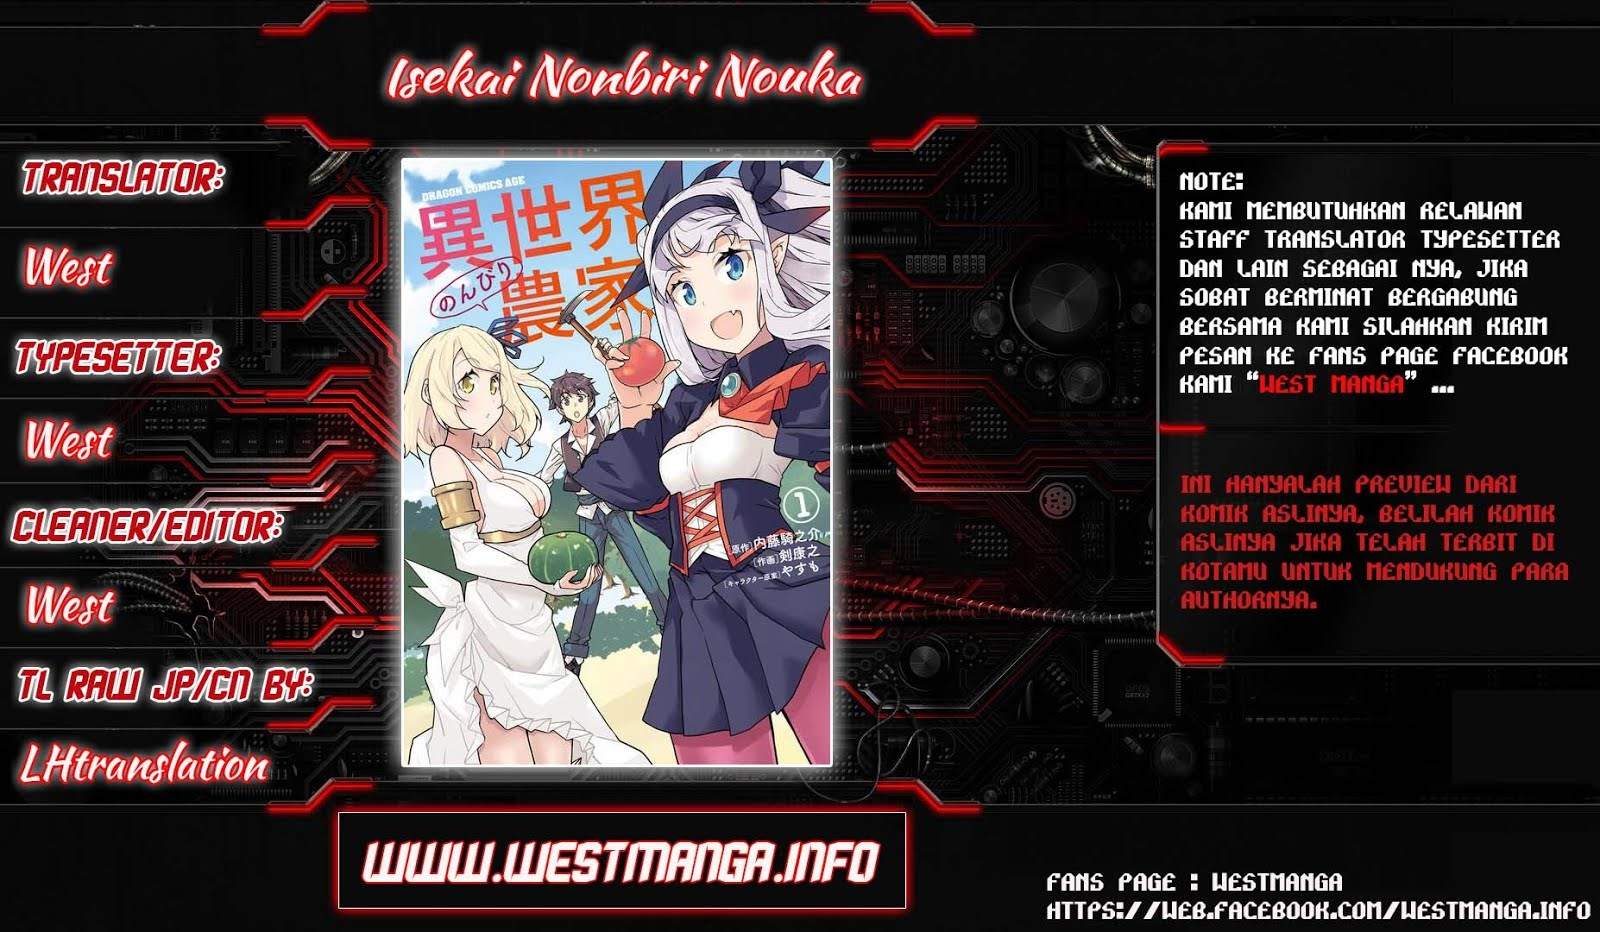 Isekai Nonbiri Nouka
TRANSLATOR:
West
TYPESETTER:
West
CLEANER/EDITOR:
West
TL RAW JP/CN BY:
LHtranslation
DRAGON COMICS AGE
異世界
のんびり
農家
1
[原作]内藤騎之介
[作画]剣康之
[キャラクター原案]やすも
WWW.WESTMANGA.INFO
NOTE:
KAMI MEMBUTUHKAN RELAWAN
STAFF TRANSLATOR TYPESETTER
DAN LAIN SEBAGAI NYA, JIKA
SOBAT BERMINAT BERGABUNG
BERSAMA KAMI SILAHKAN KIRIM
PESAN KE FANS PAGE FACEBOOK
KAMI “WEST MANGA” ...
INI HANYALAH PREVIEW DARI
KOMIK ASLINYA, BELILAH KOMIK
ASLINYA JIKA TELAH TERBIT DI
KOTAMU UNTUK MENDUKUNG PARA
AUTHORNYA.
FANS PAGE : WESTMANGA
HTTPS://WEB.FACEBOOK.COM/WESTMANGA.INFO